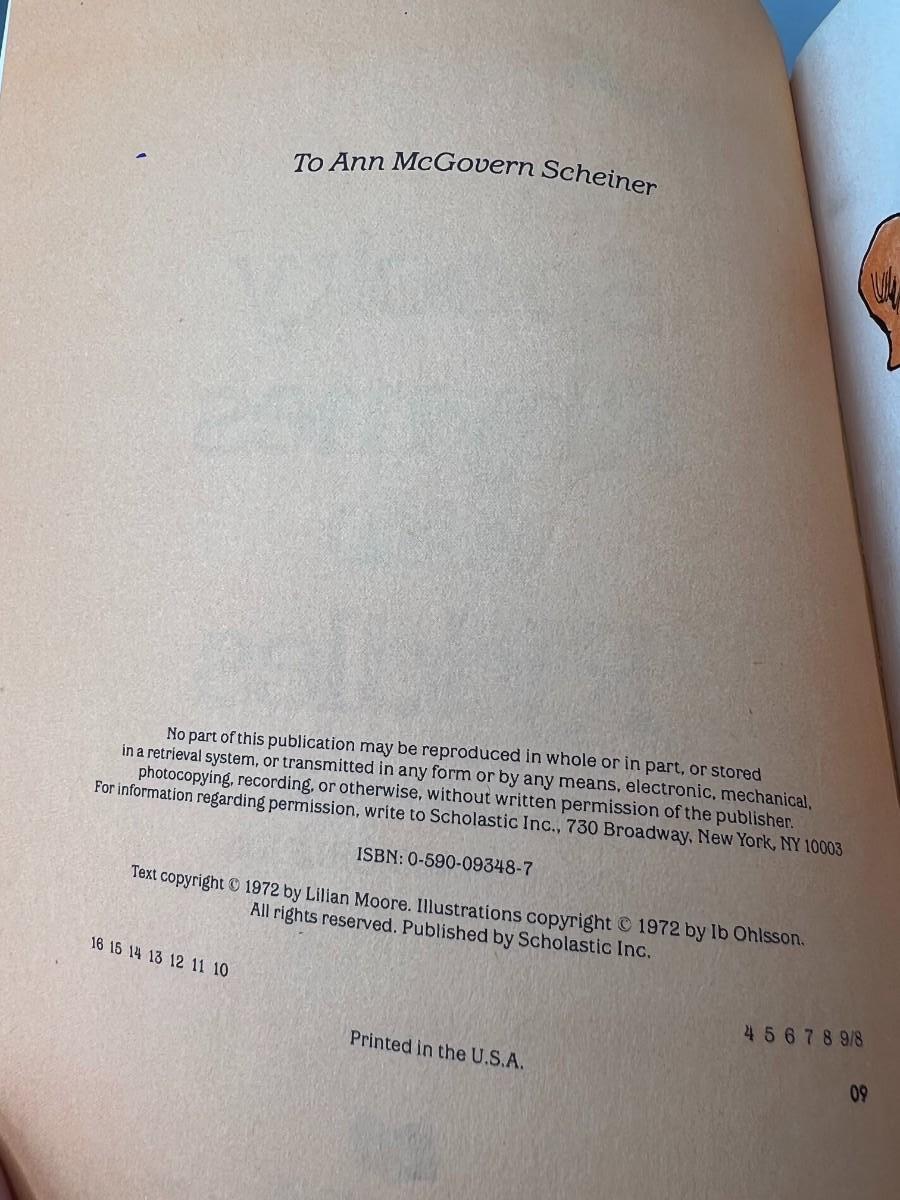 To Ann McGovern Scheiner
No part of this publication may be reproduced in whole or in part, or stored
in a retrieval system, or transmitted in any form or by any means, electronic, mechanical,
photocopying, recording, or otherwise, without written permission of the publisher.
For information regarding permission, write to Scholastic Inc., 730 Broadway, New York, NY 10003
ISBN: 0-590-09348-7
Text copyright © 1972 by Lilian Moore. Illustrations copyright © 1972 by Ib Ohlsson.
All rights reserved. Published by Scholastic Inc.
16 15 14 13 12 11 10
4 5 6 7 8 9/8
Printed in the U.S.A.
09